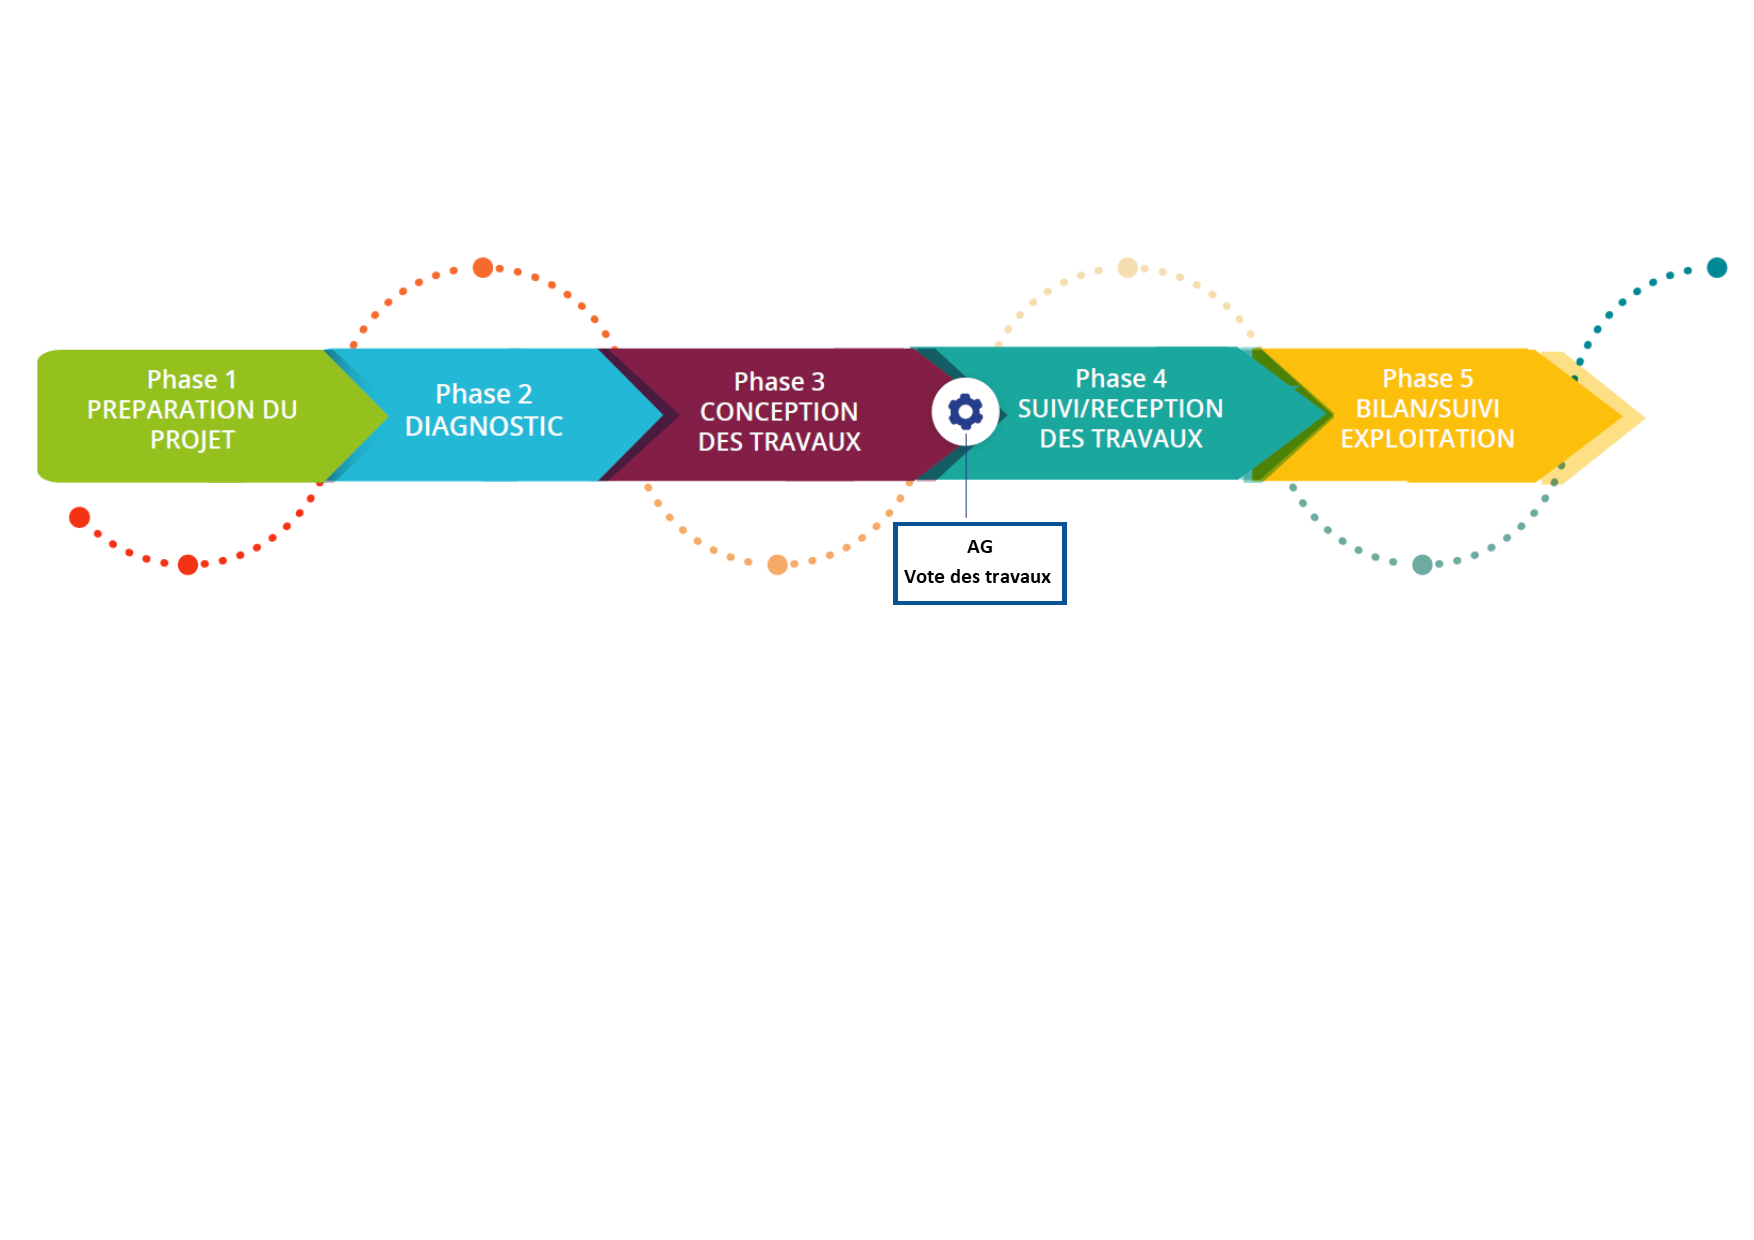 Phase 1
PREPARATION DU
PROJET
Phase 2
DIAGNOSTIC
Phase 3
CONCEPTION
DES TRAVAUX
Phase 4
SUIVI/RECEPTION
DES TRAVAUX
Phase 5
BILAN/SUIVI
EXPLOITATION
AG
Vote des travaux